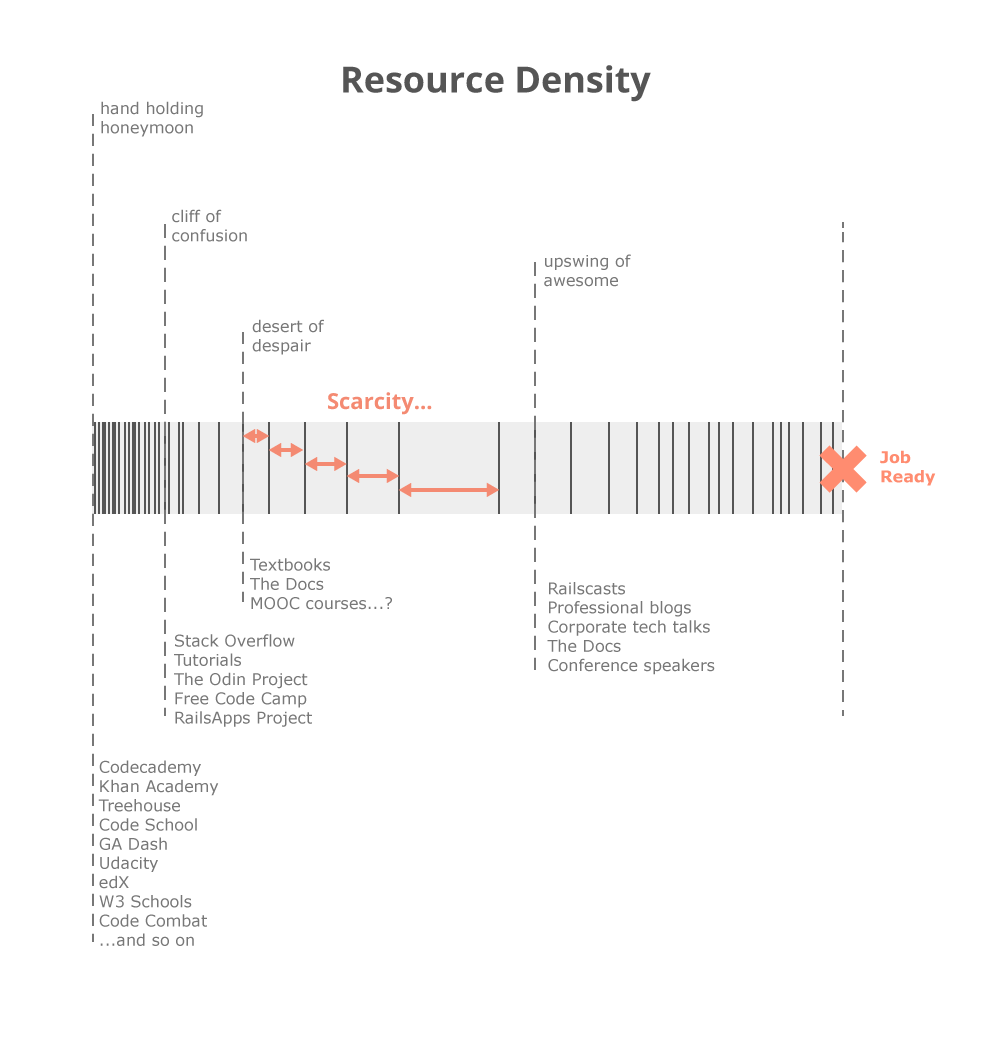 Resource Density
hand holding
honeymoon
cliff of
confusion
upswing of
awesome
desert of
despair
Scarcity...
Job
Ready
Textbooks
The Docs
MOOC courses...?
Railscasts
Professional blogs
Corporate tech talks
The Docs
Conference speakers
Stack Overflow
Tutorials
The Odin Project
Free Code Camp
RailsApps Project
Codecademy
Khan Academy
Treehouse
Code School
GA Dash
Udacity
edX
W3 Schools
Code Combat
...and so on